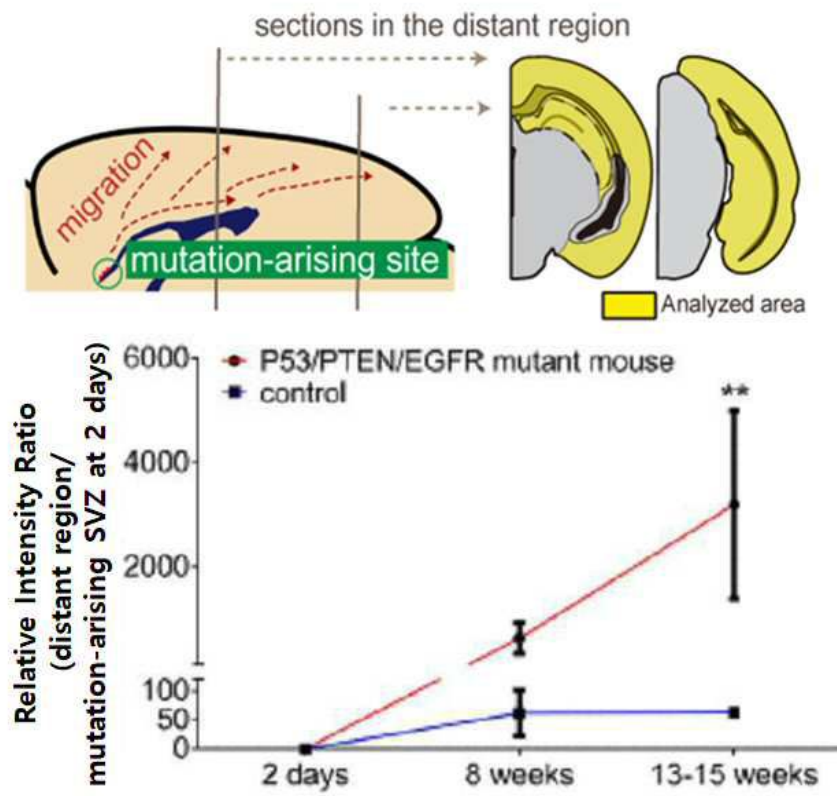 sections in the distant region
migration
mutation-arising site
Analyzed area
Relative Intensity Ratio
(distant region/
mutation-arising SVZ at 2 days)
6000
4000
2000
100
50
0
P53/PTEN/EGFR mutant mouse
control
**
2 days
8 weeks
13-15 weeks